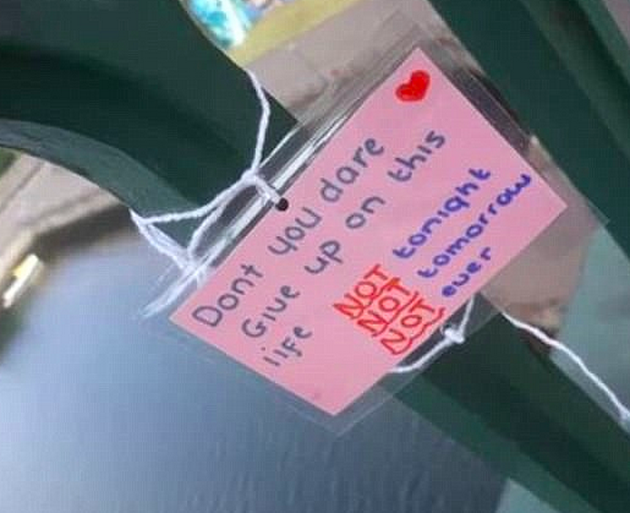 Dont you dare
Give up on this
life
NOT tonight
NOT tomorrow
NOT ever